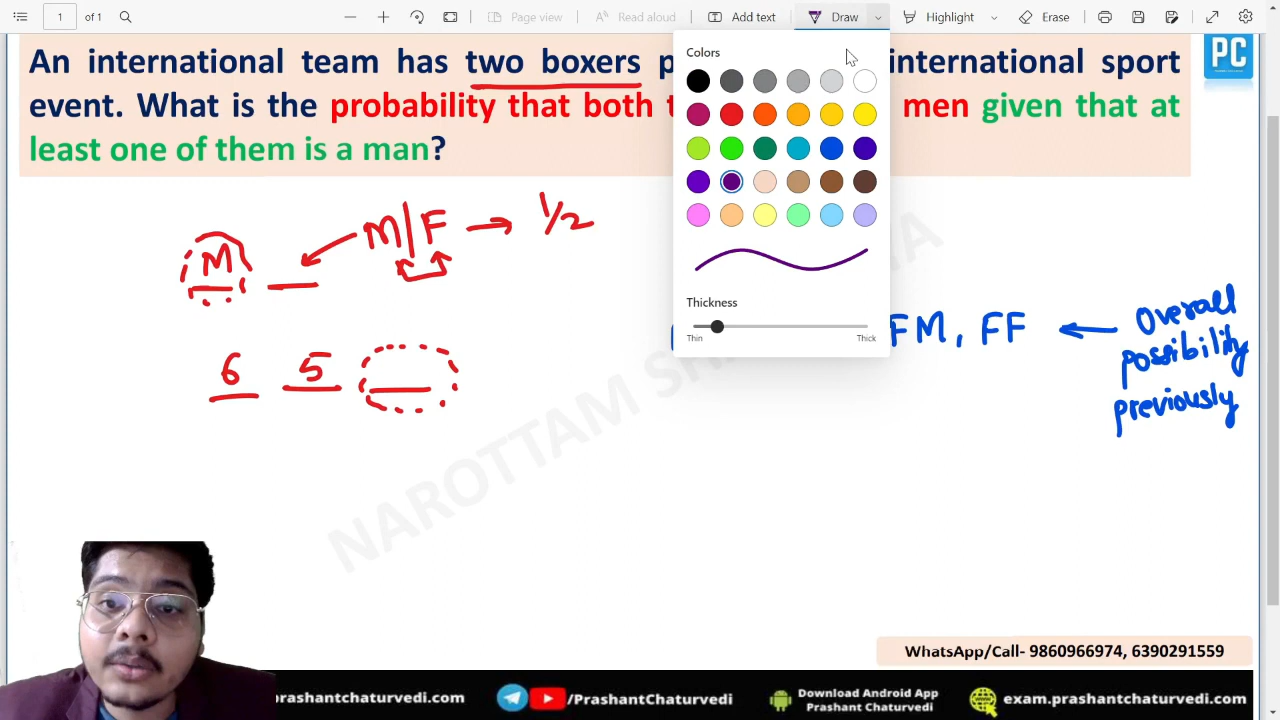 1 of 1 Page view Read aloud Add text Draw Highlight Erase
An international team has two boxers p international sport
event. What is the probability that both t men given that at
least one of them is a man?
PC
Colors
Thickness
Thin Thick
M M|F → 1/2
6 5
FM, FF ← Overall
possibility
previously
NAROTTAM SH A
WhatsApp/Call- 9860966974, 6390291559
prashantchaturvedi.com /PrashantChaturvedi Download Android App
Prashant Chaturvedi exam.prashantchaturvedi.com